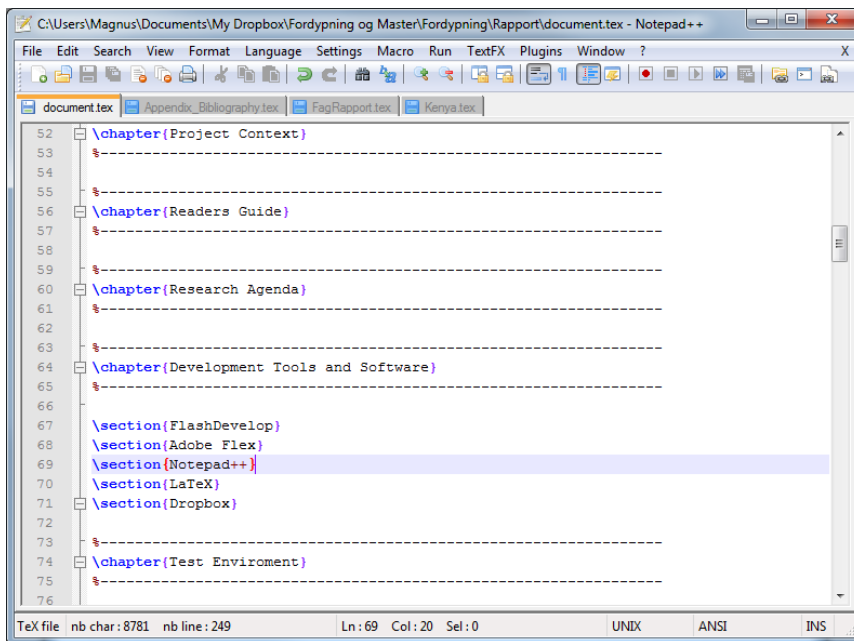 C:\Users\Magnus\Documents\My Dropbox\Fordypning og Master\Fordypning\Rapport\document.tex - Notepad++
File Edit Search View Format Language Settings Macro Run TextFX Plugins Window ? X
document.tex Appendix_Bibliography.tex FagRapport.tex Kenya.tex
52 \chapter{Project Context}
53 %-----------------------------------------------------------------
54
55 %-----------------------------------------------------------------
56 \chapter{Readers Guide}
57 %-----------------------------------------------------------------
58
59 %-----------------------------------------------------------------
60 \chapter{Research Agenda}
61 %-----------------------------------------------------------------
62
63 %-----------------------------------------------------------------
64 \chapter{Development Tools and Software}
65 %-----------------------------------------------------------------
66
67 \section{FlashDevelop}
68 \section{Adobe Flex}
69 \section{Notepad++}
70 \section{LaTeX}
71 \section{Dropbox}
72
73 %-----------------------------------------------------------------
74 \chapter{Test Enviroment}
75 %-----------------------------------------------------------------
76
TeX file nb char : 8781 nb line : 249 Ln : 69 Col : 20 Sel : 0 UNIX ANSI INS